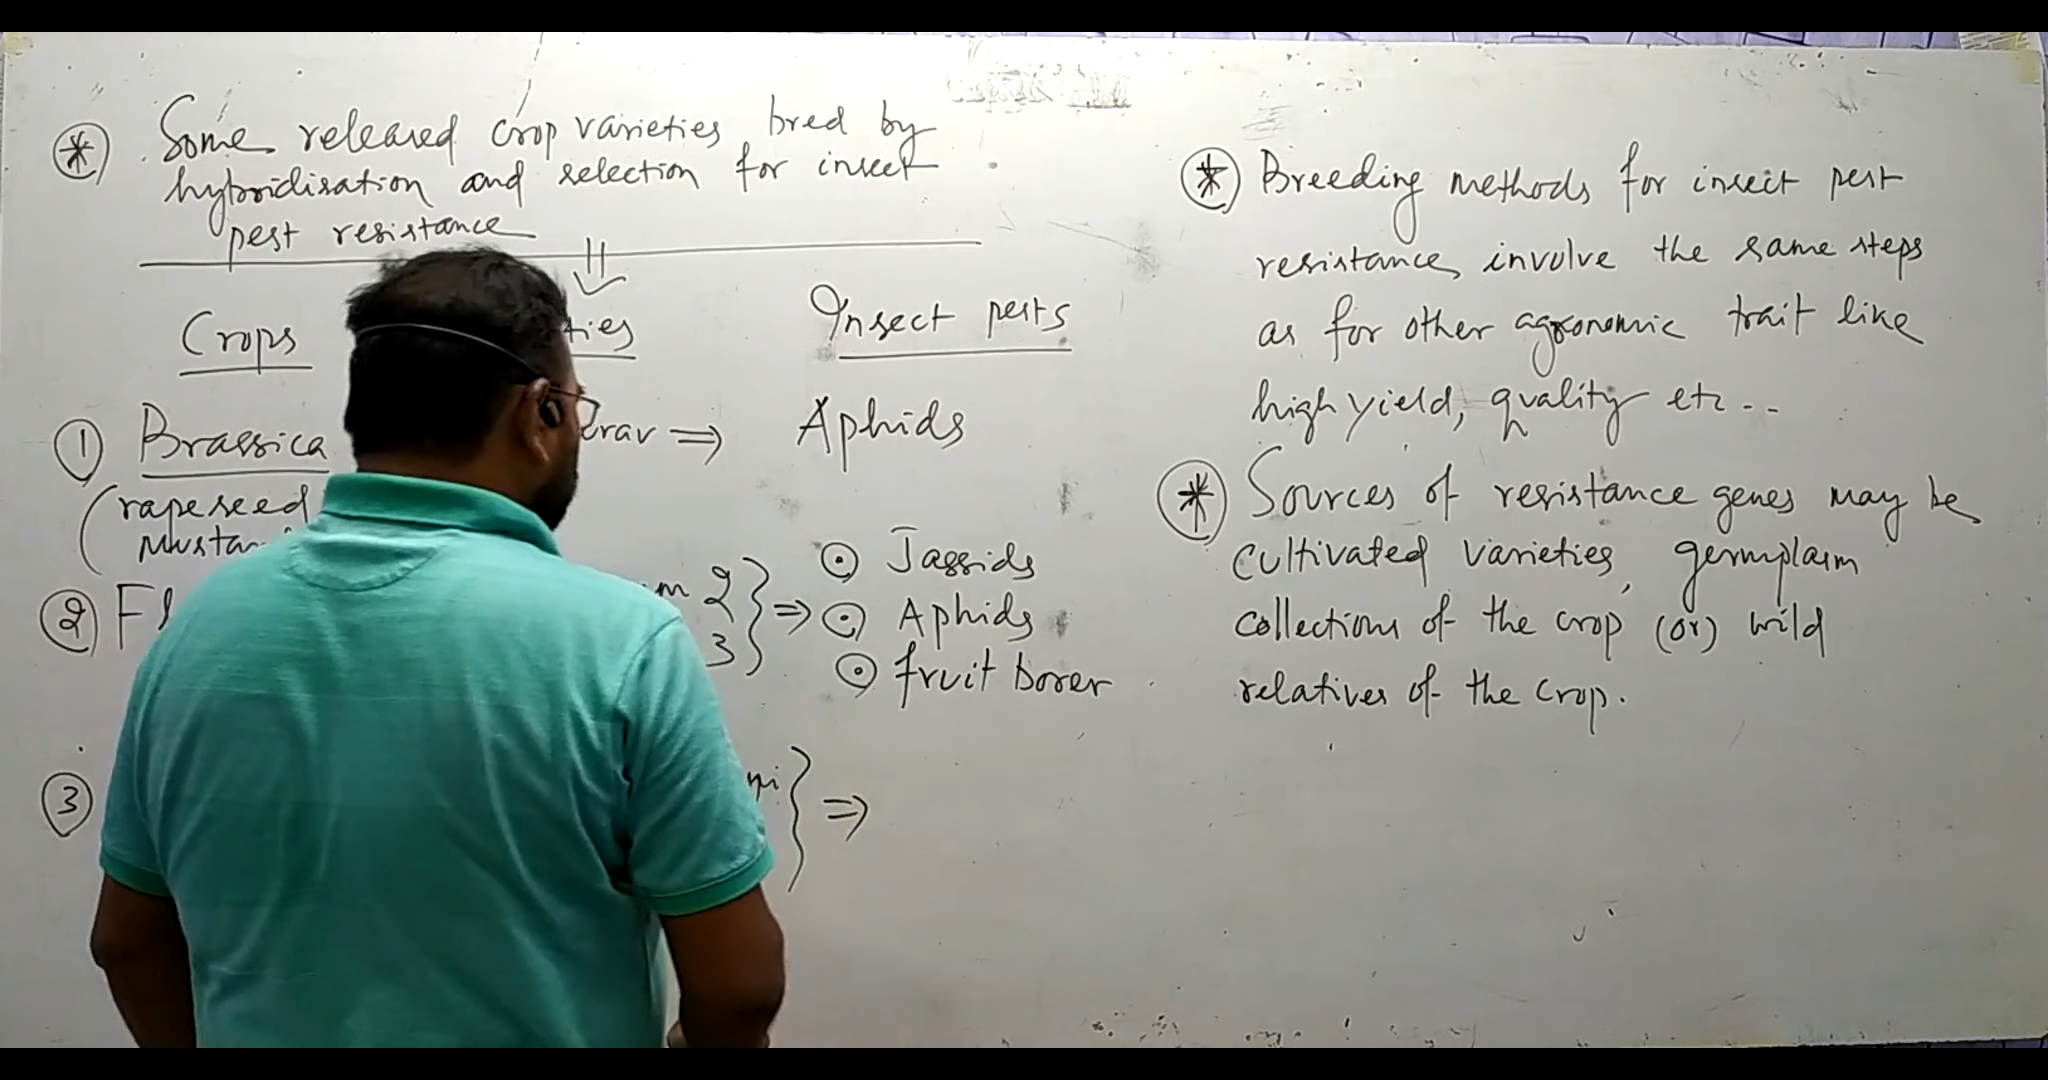 * Some released crop varieties bred by
hybridisation and selection for insect
pest resistance
Crops
ties
Insect pests
① Brassica
rav ⇒ Aphids
(rapeseed
musta
② Fl
m 2
3
} ⇒ ⊙ Jassids
⊙ Aphids
⊙ fruit borer
③
} ⇒
* Breeding methods for insect pest
resistance involve the same steps
as for other agronomic trait like
high yield, quality etc --
* Sources of resistance genes may be
cultivated varieties, germplasm
collections of the crop (or) wild
relatives of the crop.